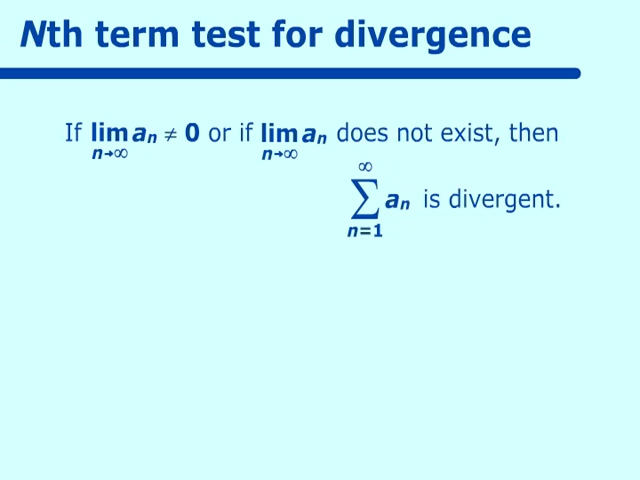 Nth term test for divergence
If lim aₙ ≠ 0 or if lim aₙ does not exist, then
n→∞ n→∞
∞
∑ aₙ is divergent.
n=1